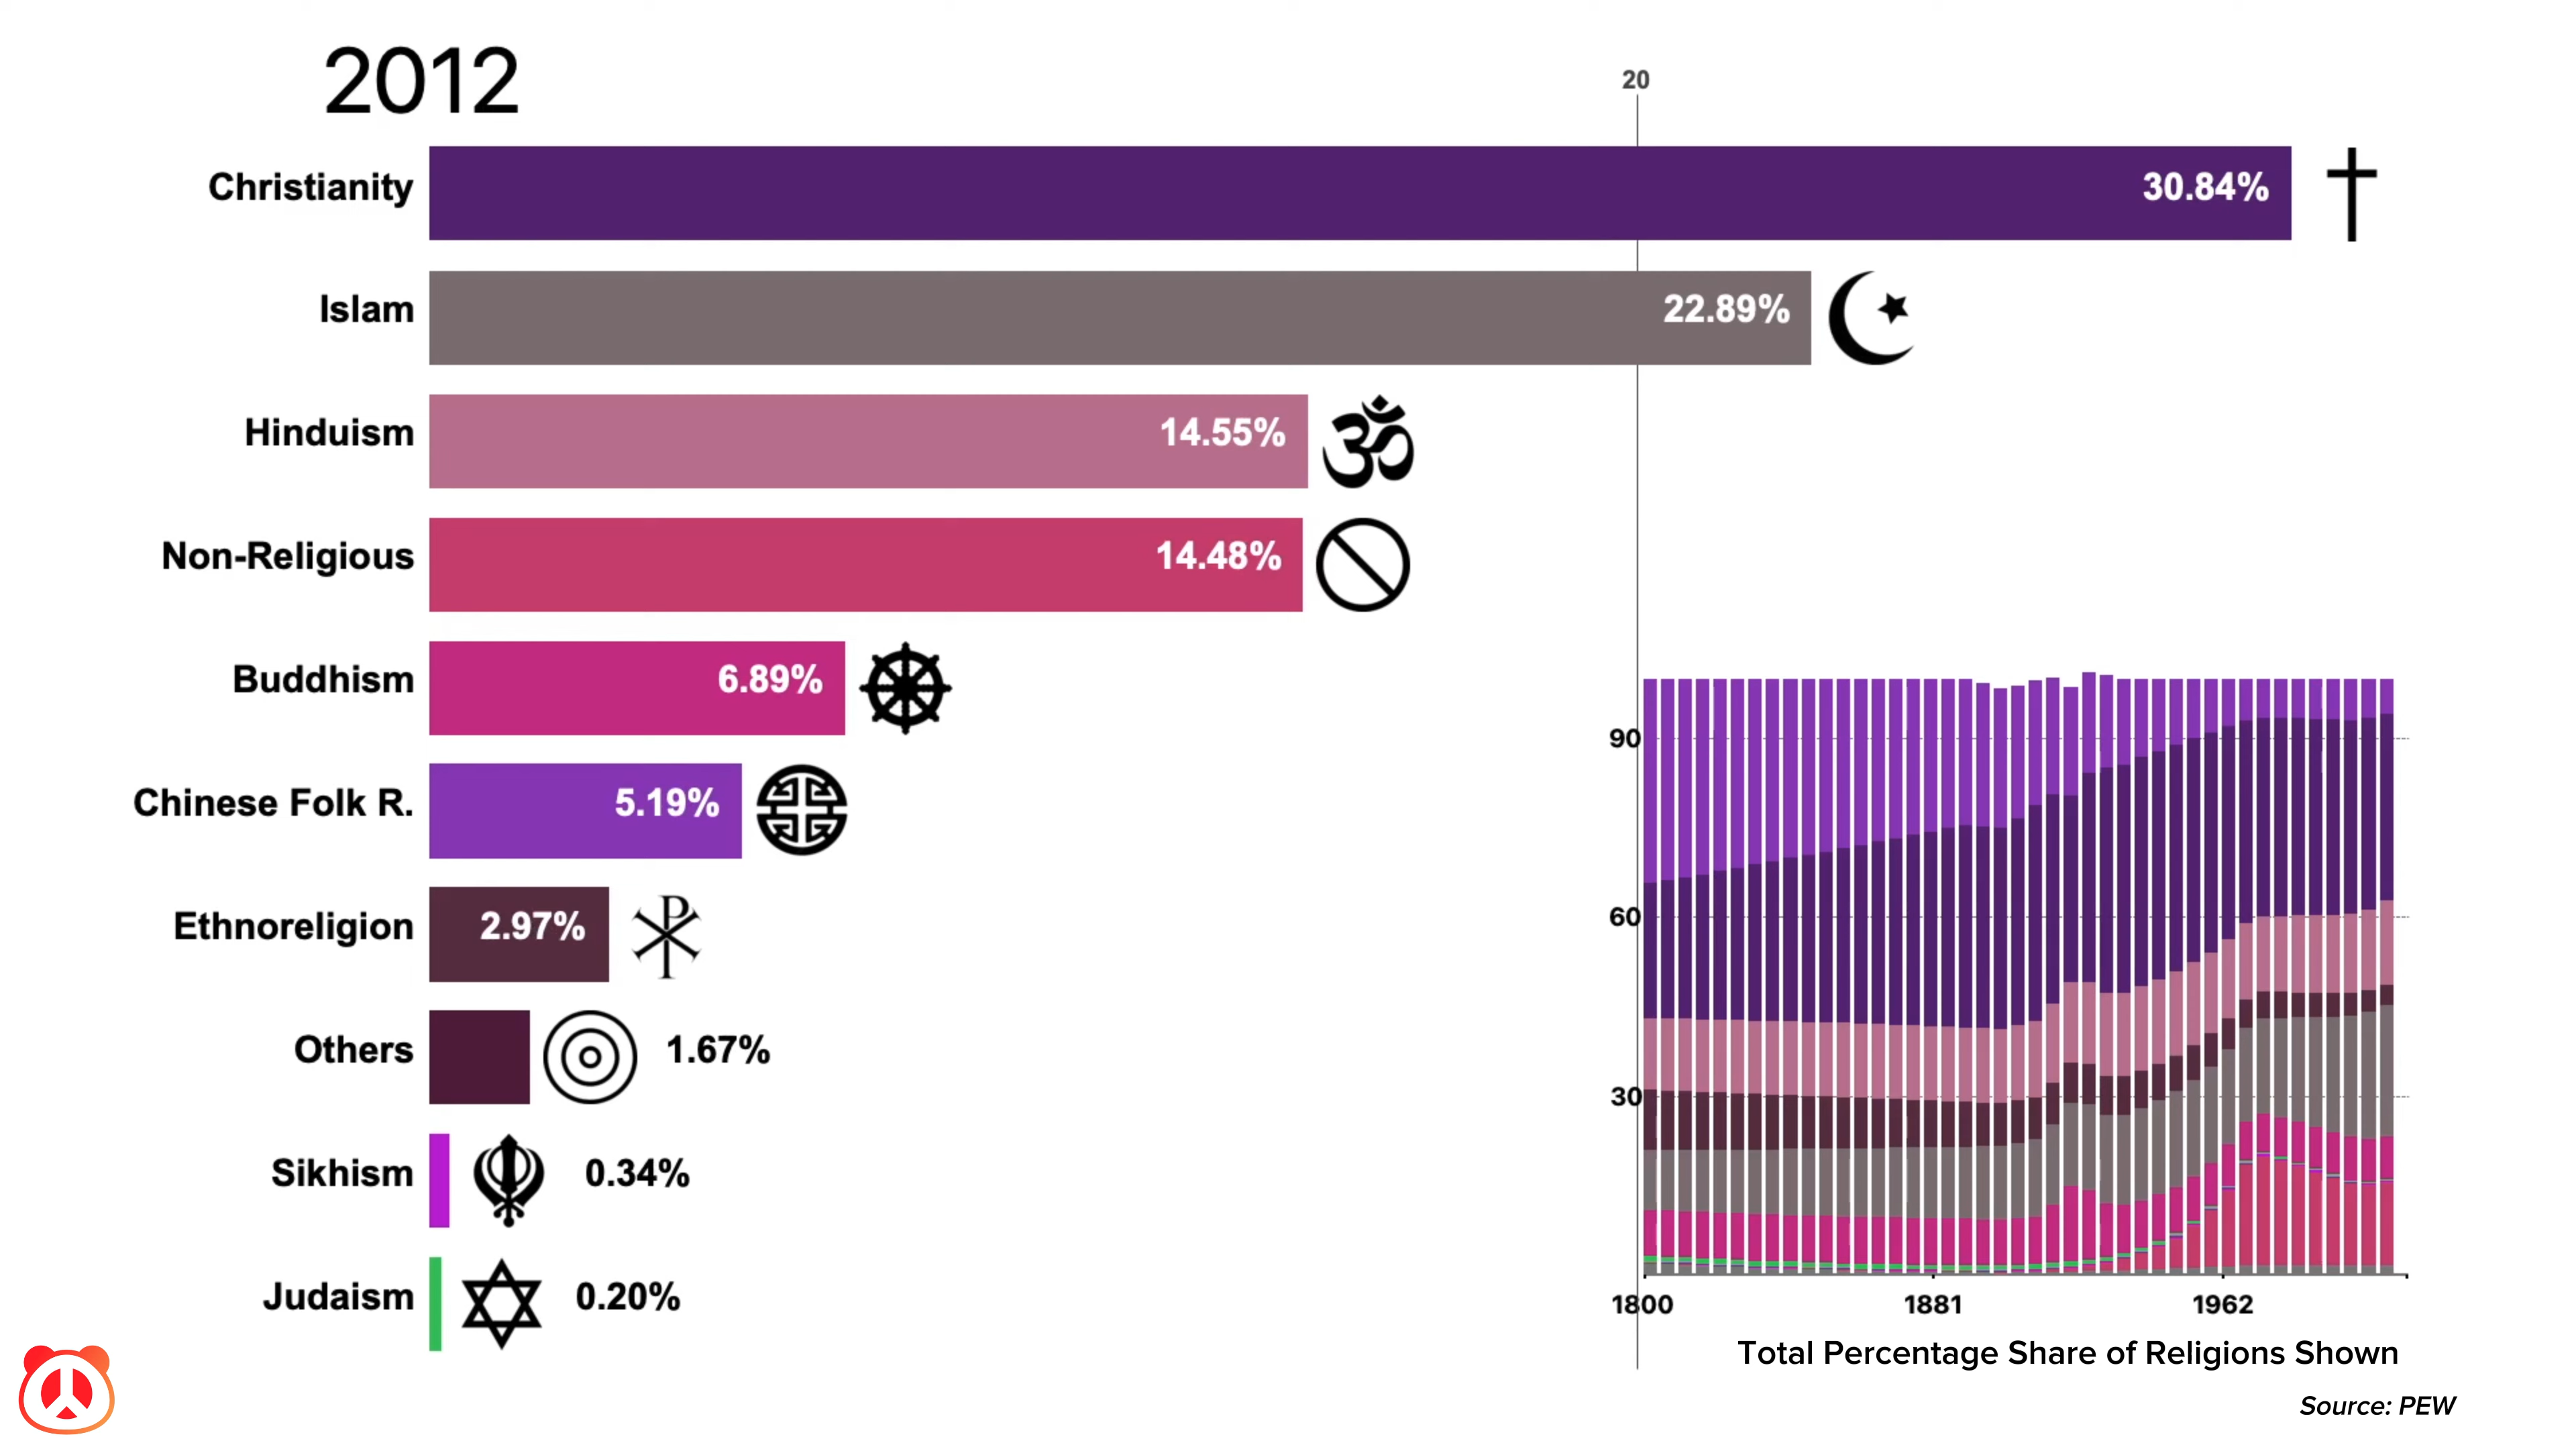 2012
20
Christianity 30.84%
Islam 22.89%
Hinduism 14.55%
Non-Religious 14.48%
Buddhism 6.89%
Chinese Folk R. 5.19%
Ethnoreligion 2.97%
Others 1.67%
Sikhism 0.34%
Judaism 0.20%
90
60
30
1800 1881 1962
Total Percentage Share of Religions Shown
Source: PEW